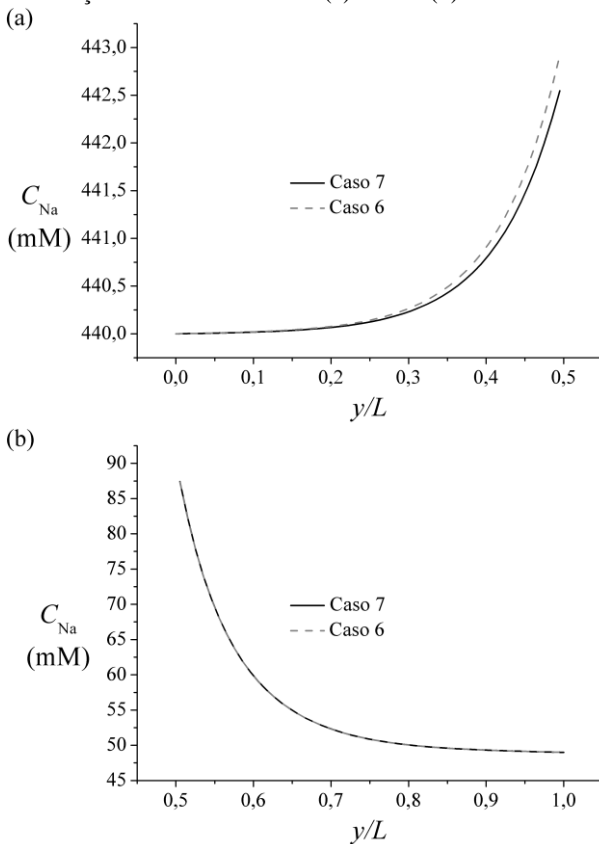 (a)
443,0
442,5
442,0
441,5
441,0
440,5
440,0
C_Na
(mM)
Caso 7
Caso 6
0,0 0,1 0,2 0,3 0,4 0,5
y/L
(b)
90
85
80
75
70
65
60
55
50
45
C_Na
(mM)
Caso 7
Caso 6
0,5 0,6 0,7 0,8 0,9 1,0
y/L